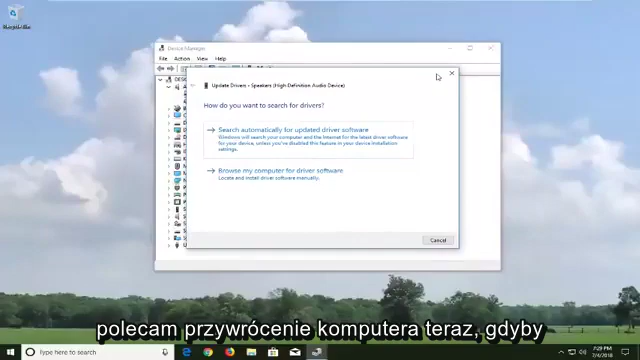 Recycle Bin
Device Manager
File Action View Help
Update Drivers - Speakers (High Definition Audio Device)
How do you want to search for drivers?
Search automatically for updated driver software
Windows will search your computer and the Internet for the latest driver software
for your device, unless you've disabled this feature in your device installation
settings.
Browse my computer for driver software
Locate and install driver software manually.
Cancel
polecam przywrócenie komputera teraz, gdyby
Type here to search
7:29 PM
7/4/2018